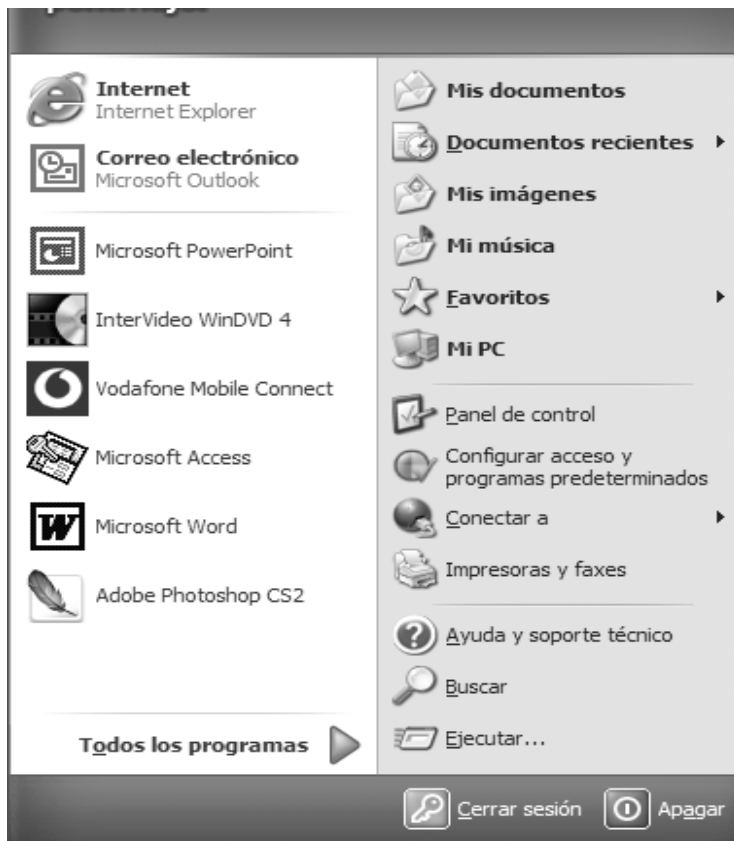 Internet
Internet Explorer
Correo electrónico
Microsoft Outlook
Microsoft PowerPoint
InterVideo WinDVD 4
Vodafone Mobile Connect
Microsoft Access
Microsoft Word
Adobe Photoshop CS2
Todos los programas
Mis documentos
Documentos recientes
Mis imágenes
Mi música
Favoritos
Mi PC
Panel de control
Configurar acceso y
programas predeterminados
Conectar a
Impresoras y faxes
Ayuda y soporte técnico
Buscar
Ejecutar...
Cerrar sesión
Apagar